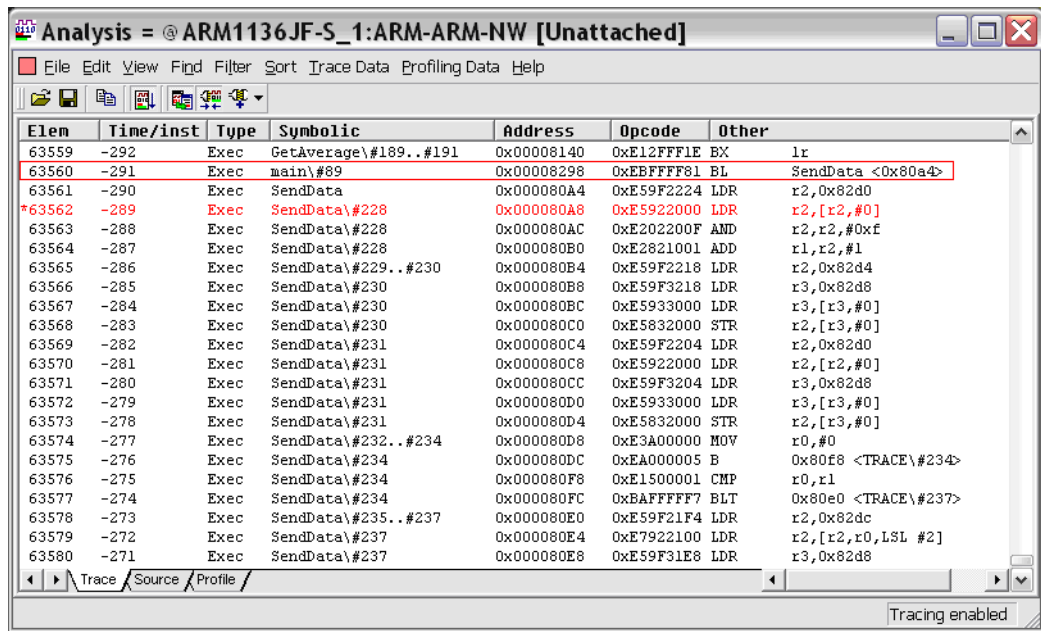 Analysis = @ARM1136JF-S_1:ARM-ARM-NW [Unattached]
File Edit View Find Filter Sort Trace Data Profiling Data Help
Elem Time/inst Type Symbolic Address Opcode Other
63559 -292 Exec GetAverage\#189..#191 0x00008140 0xE12FFF1E BX lr
63560 -291 Exec main\#89 0x00008298 0xEBFFFF81 BL SendData <0x80a4>
63561 -290 Exec SendData 0x000080A4 0xE59F2224 LDR r2,0x82d0
*63562 -289 Exec SendData\#228 0x000080A8 0xE5922000 LDR r2,[r2,#0]
63563 -288 Exec SendData\#228 0x000080AC 0xE202200F AND r2,r2,#0xf
63564 -287 Exec SendData\#228 0x000080B0 0xE2821001 ADD r1,r2,#1
63565 -286 Exec SendData\#229..#230 0x000080B4 0xE59F2218 LDR r2,0x82d4
63566 -285 Exec SendData\#230 0x000080B8 0xE59F3218 LDR r3,0x82d8
63567 -284 Exec SendData\#230 0x000080BC 0xE5933000 LDR r3,[r3,#0]
63568 -283 Exec SendData\#230 0x000080C0 0xE5832000 STR r2,[r3,#0]
63569 -282 Exec SendData\#231 0x000080C4 0xE59F2204 LDR r2,0x82d0
63570 -281 Exec SendData\#231 0x000080C8 0xE5922000 LDR r2,[r2,#0]
63571 -280 Exec SendData\#231 0x000080CC 0xE59F3204 LDR r3,0x82d8
63572 -279 Exec SendData\#231 0x000080D0 0xE5933000 LDR r3,[r3,#0]
63573 -278 Exec SendData\#231 0x000080D4 0xE5832000 STR r2,[r3,#0]
63574 -277 Exec SendData\#232..#234 0x000080D8 0xE3A00000 MOV r0,#0
63575 -276 Exec SendData\#234 0x000080DC 0xEA000005 B 0x80f8 <TRACE\#234>
63576 -275 Exec SendData\#234 0x000080F8 0xE1500001 CMP r0,r1
63577 -274 Exec SendData\#234 0x000080FC 0xBAFFFFF7 BLT 0x80e0 <TRACE\#237>
63578 -273 Exec SendData\#235..#237 0x000080E0 0xE59F21F4 LDR r2,0x82dc
63579 -272 Exec SendData\#237 0x000080E4 0xE7922100 LDR r2,[r2,r0,LSL #2]
63580 -271 Exec SendData\#237 0x000080E8 0xE59F31E8 LDR r3,0x82d8
Trace Source Profile
Tracing enabled